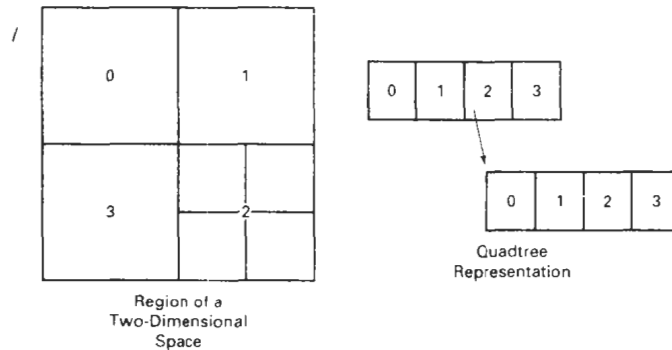 0 1
3 2
Region of a
Two-Dimensional
Space
0 1 2 3
0 1 2 3
Quadtree
Representation